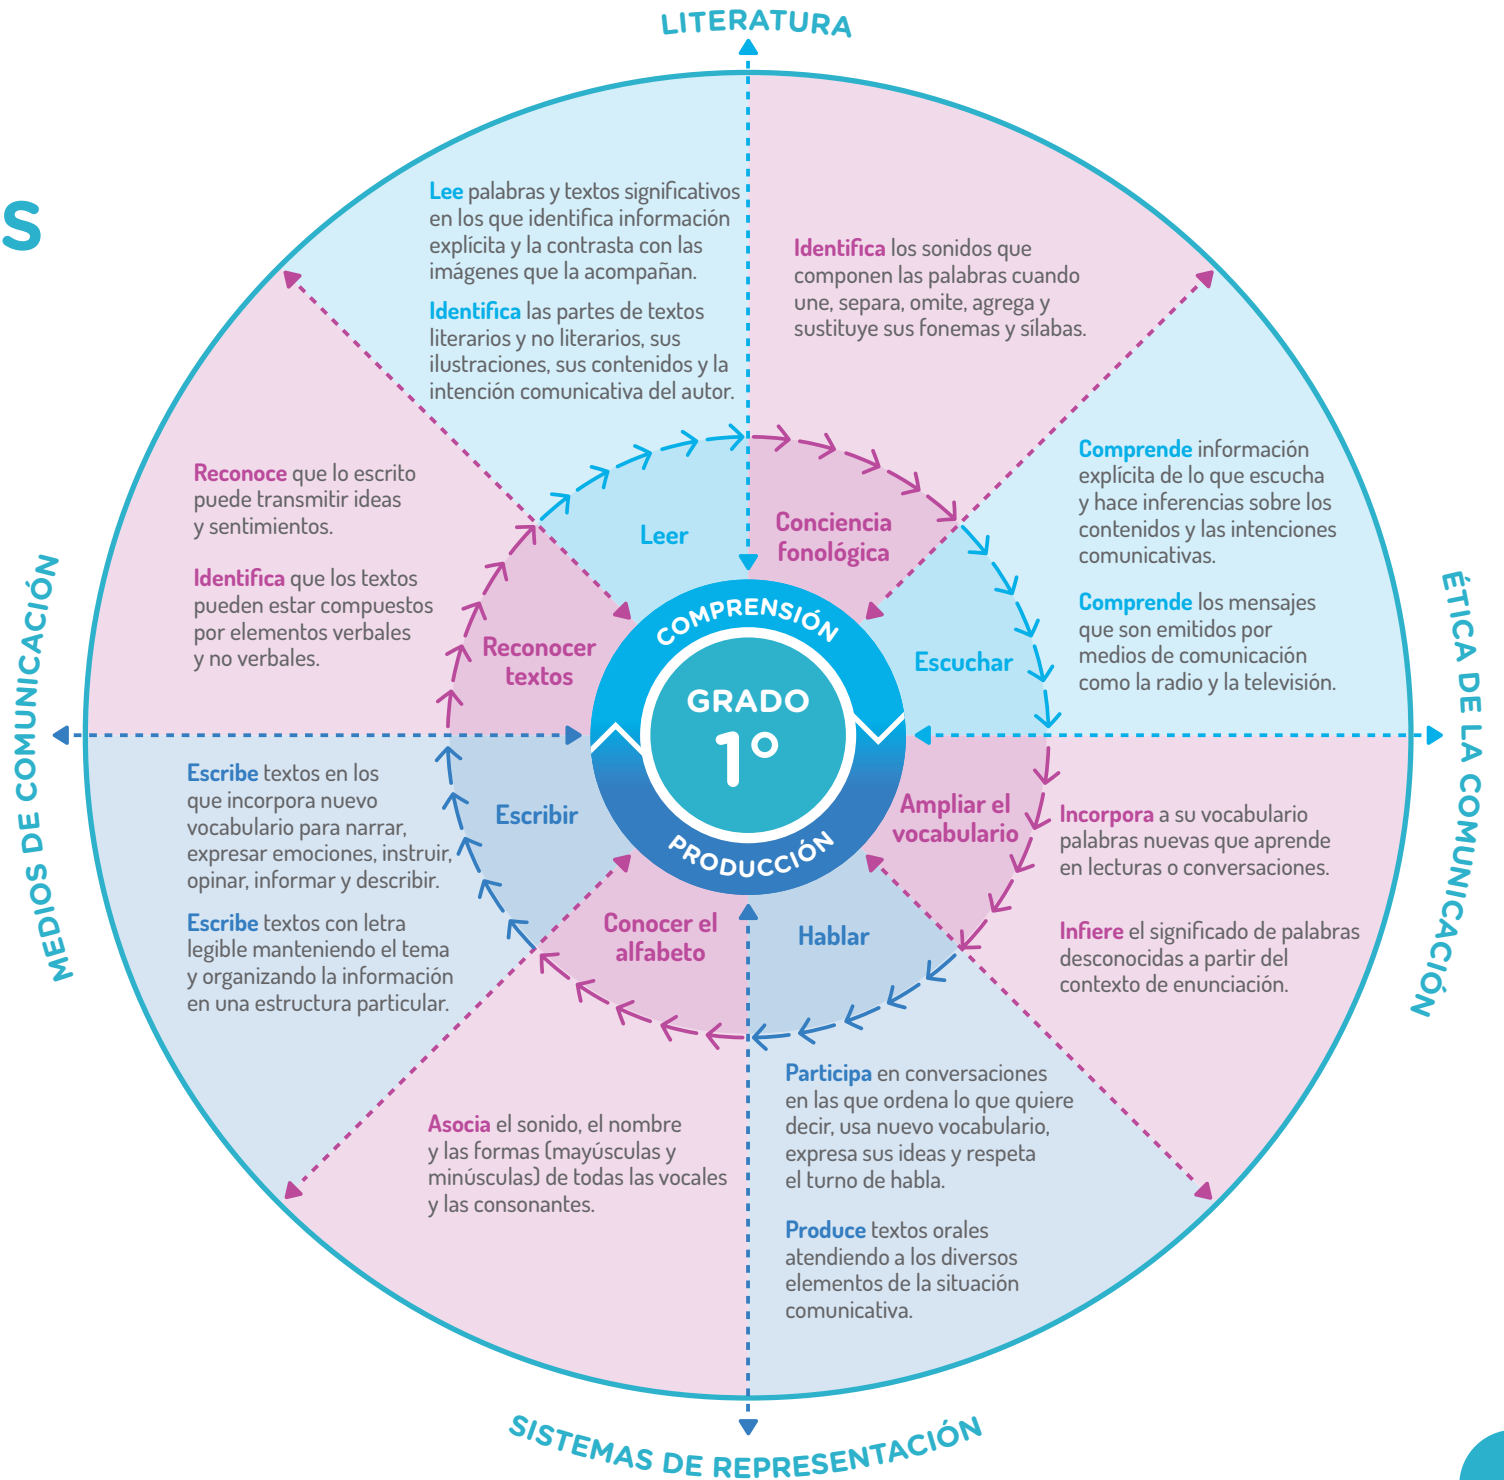 LITERATURA
S
Lee palabras y textos significativos
en los que identifica información
explícita y la contrasta con las
imágenes que la acompañan.
Identifica las partes de textos
literarios y no literarios, sus
ilustraciones, sus contenidos y la
intención comunicativa del autor.
Identifica los sonidos que
componen las palabras cuando
une, separa, omite, agrega y
sustituye sus fonemas y sílabas.
Reconoce que lo escrito
puede transmitir ideas
y sentimientos.
Identifica que los textos
pueden estar compuestos
por elementos verbales
y no verbales.
Comprende información
explícita de lo que escucha
y hace inferencias sobre los
contenidos y las intenciones
comunicativas.
Comprende los mensajes
que son emitidos por
medios de comunicación
como la radio y la televisión.
Leer
Conciencia
fonológica
Reconocer
textos
Escuchar
COMPRENSIÓN
GRADO
1º
PRODUCCIÓN
MEDIOS DE COMUNICACIÓN
ÉTICA DE LA COMUNICACIÓN
Escribir
Ampliar el
vocabulario
Conocer el
alfabeto
Hablar
Escribe textos en los
que incorpora nuevo
vocabulario para narrar,
expresar emociones, instruir,
opinar, informar y describir.
Escribe textos con letra
legible manteniendo el tema
y organizando la información
en una estructura particular.
Incorpora a su vocabulario
palabras nuevas que aprende
en lecturas o conversaciones.
Infiere el significado de palabras
desconocidas a partir del
contexto de enunciación.
Asocia el sonido, el nombre
y las formas (mayúsculas y
minúsculas) de todas las vocales
y las consonantes.
Participa en conversaciones
en las que ordena lo que quiere
decir, usa nuevo vocabulario,
expresa sus ideas y respeta
el turno de habla.
Produce textos orales
atendiendo a los diversos
elementos de la situación
comunicativa.
SISTEMAS DE REPRESENTACIÓN